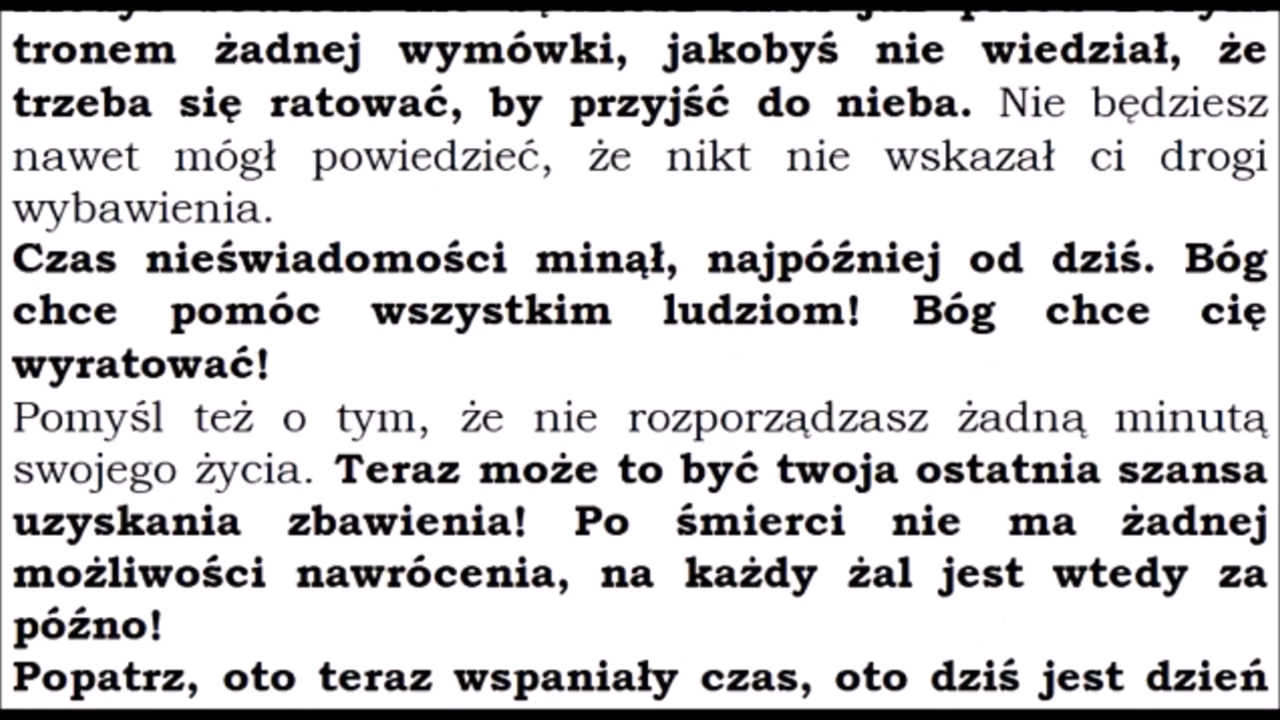 tronem żadnej wymówki, jakobyś nie wiedział, że
trzeba się ratować, by przyjść do nieba. Nie będziesz
nawet mógł powiedzieć, że nikt nie wskazał ci drogi
wybawienia.
Czas nieświadomości minął, najpóźniej od dziś. Bóg
chce pomóc wszystkim ludziom! Bóg chce cię
wyratować!
Pomyśl też o tym, że nie rozporządzasz żadną minutą
swojego życia. Teraz może to być twoja ostatnia szansa
uzyskania zbawienia! Po śmierci nie ma żadnej
możliwości nawrócenia, na każdy żal jest wtedy za
późno!
Popatrz, oto teraz wspaniały czas, oto dziś jest dzień